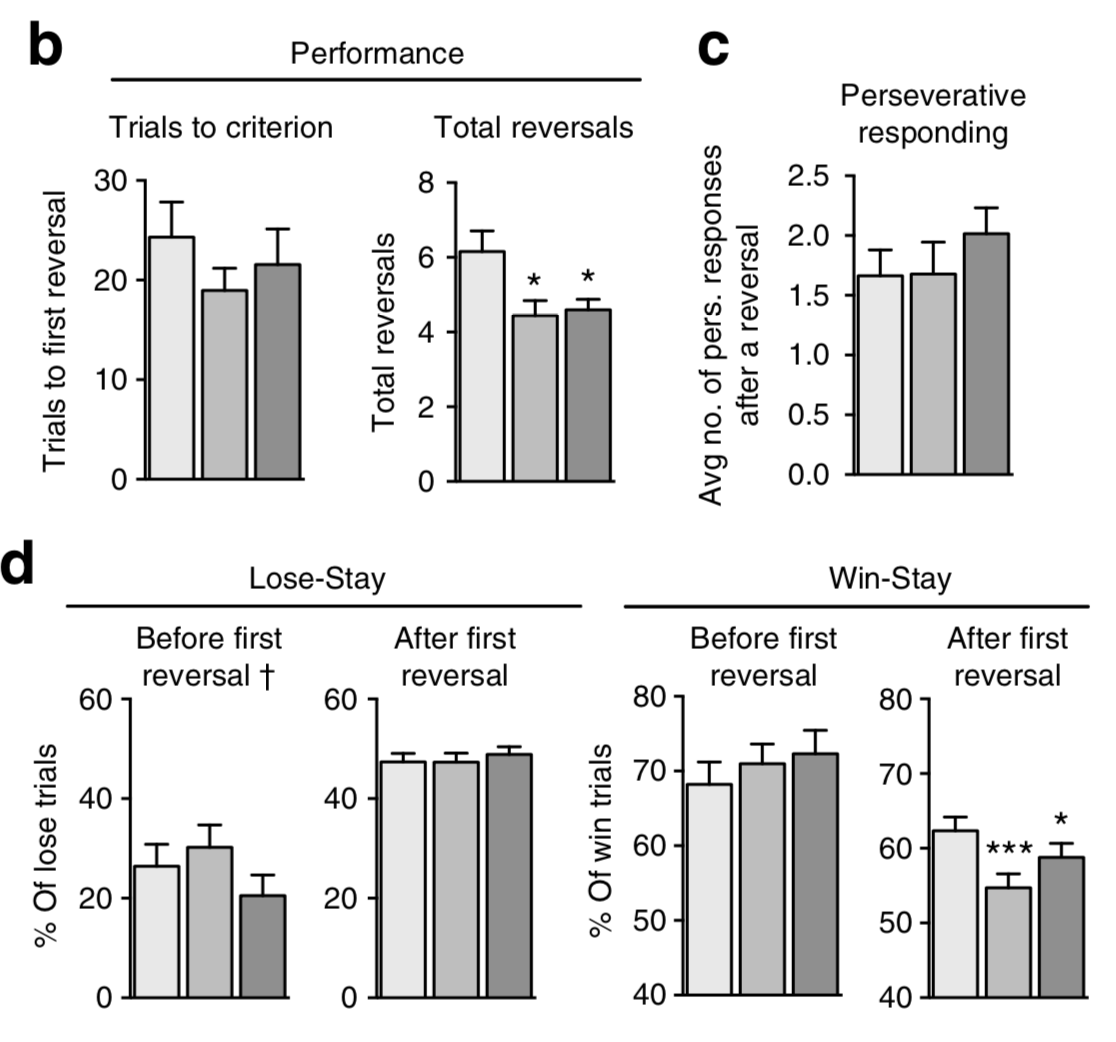 b
Performance
Trials to criterion
Total reversals
Trials to first reversal
30
20
10
0
Total reversals
8
6
4
2
0
*
*
c
Perseverative
responding
Avg no. of pers. responses
after a reversal
2.5
2.0
1.5
1.0
0.5
0.0
d
Lose-Stay
Before first
reversal †
After first
reversal
% Of lose trials
60
40
20
0
60
40
20
0
Win-Stay
Before first
reversal
After first
reversal
% Of win trials
80
70
60
50
40
80
70
60
50
40
***
*